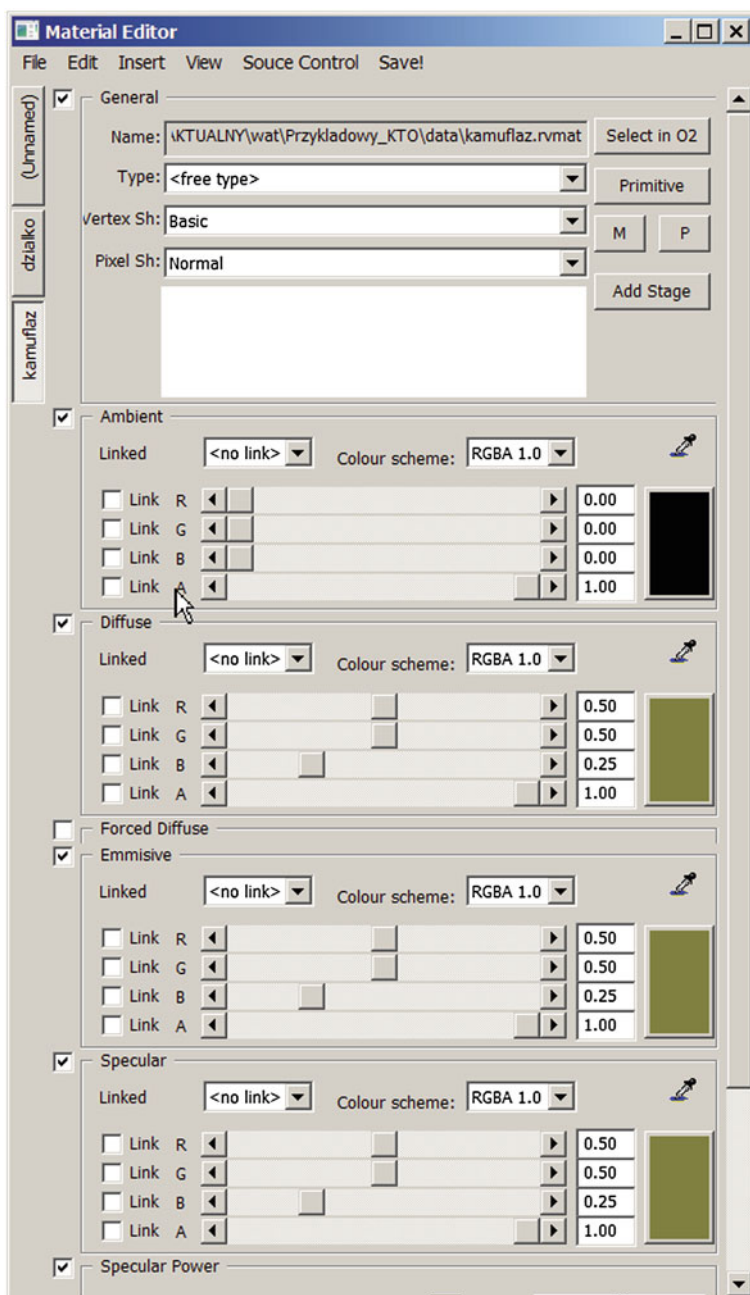 Material Editor
File Edit Insert View Souce Control Save!
(Unnamed)
dzialko
kamuflaz
General
Name: \KTUALNY\wat\Przykladowy_KTO\data\kamuflaz.rvmat Select in O2
Type: <free type> Primitive
Vertex Sh: Basic M P
Pixel Sh: Normal
Add Stage
Ambient
Linked <no link> Colour scheme: RGBA 1.0
Link R 0.00
Link G 0.00
Link B 0.00
Link A 1.00
Diffuse
Linked <no link> Colour scheme: RGBA 1.0
Link R 0.50
Link G 0.50
Link B 0.25
Link A 1.00
Forced Diffuse
Emmisive
Linked <no link> Colour scheme: RGBA 1.0
Link R 0.50
Link G 0.50
Link B 0.25
Link A 1.00
Specular
Linked <no link> Colour scheme: RGBA 1.0
Link R 0.50
Link G 0.50
Link B 0.25
Link A 1.00
Specular Power